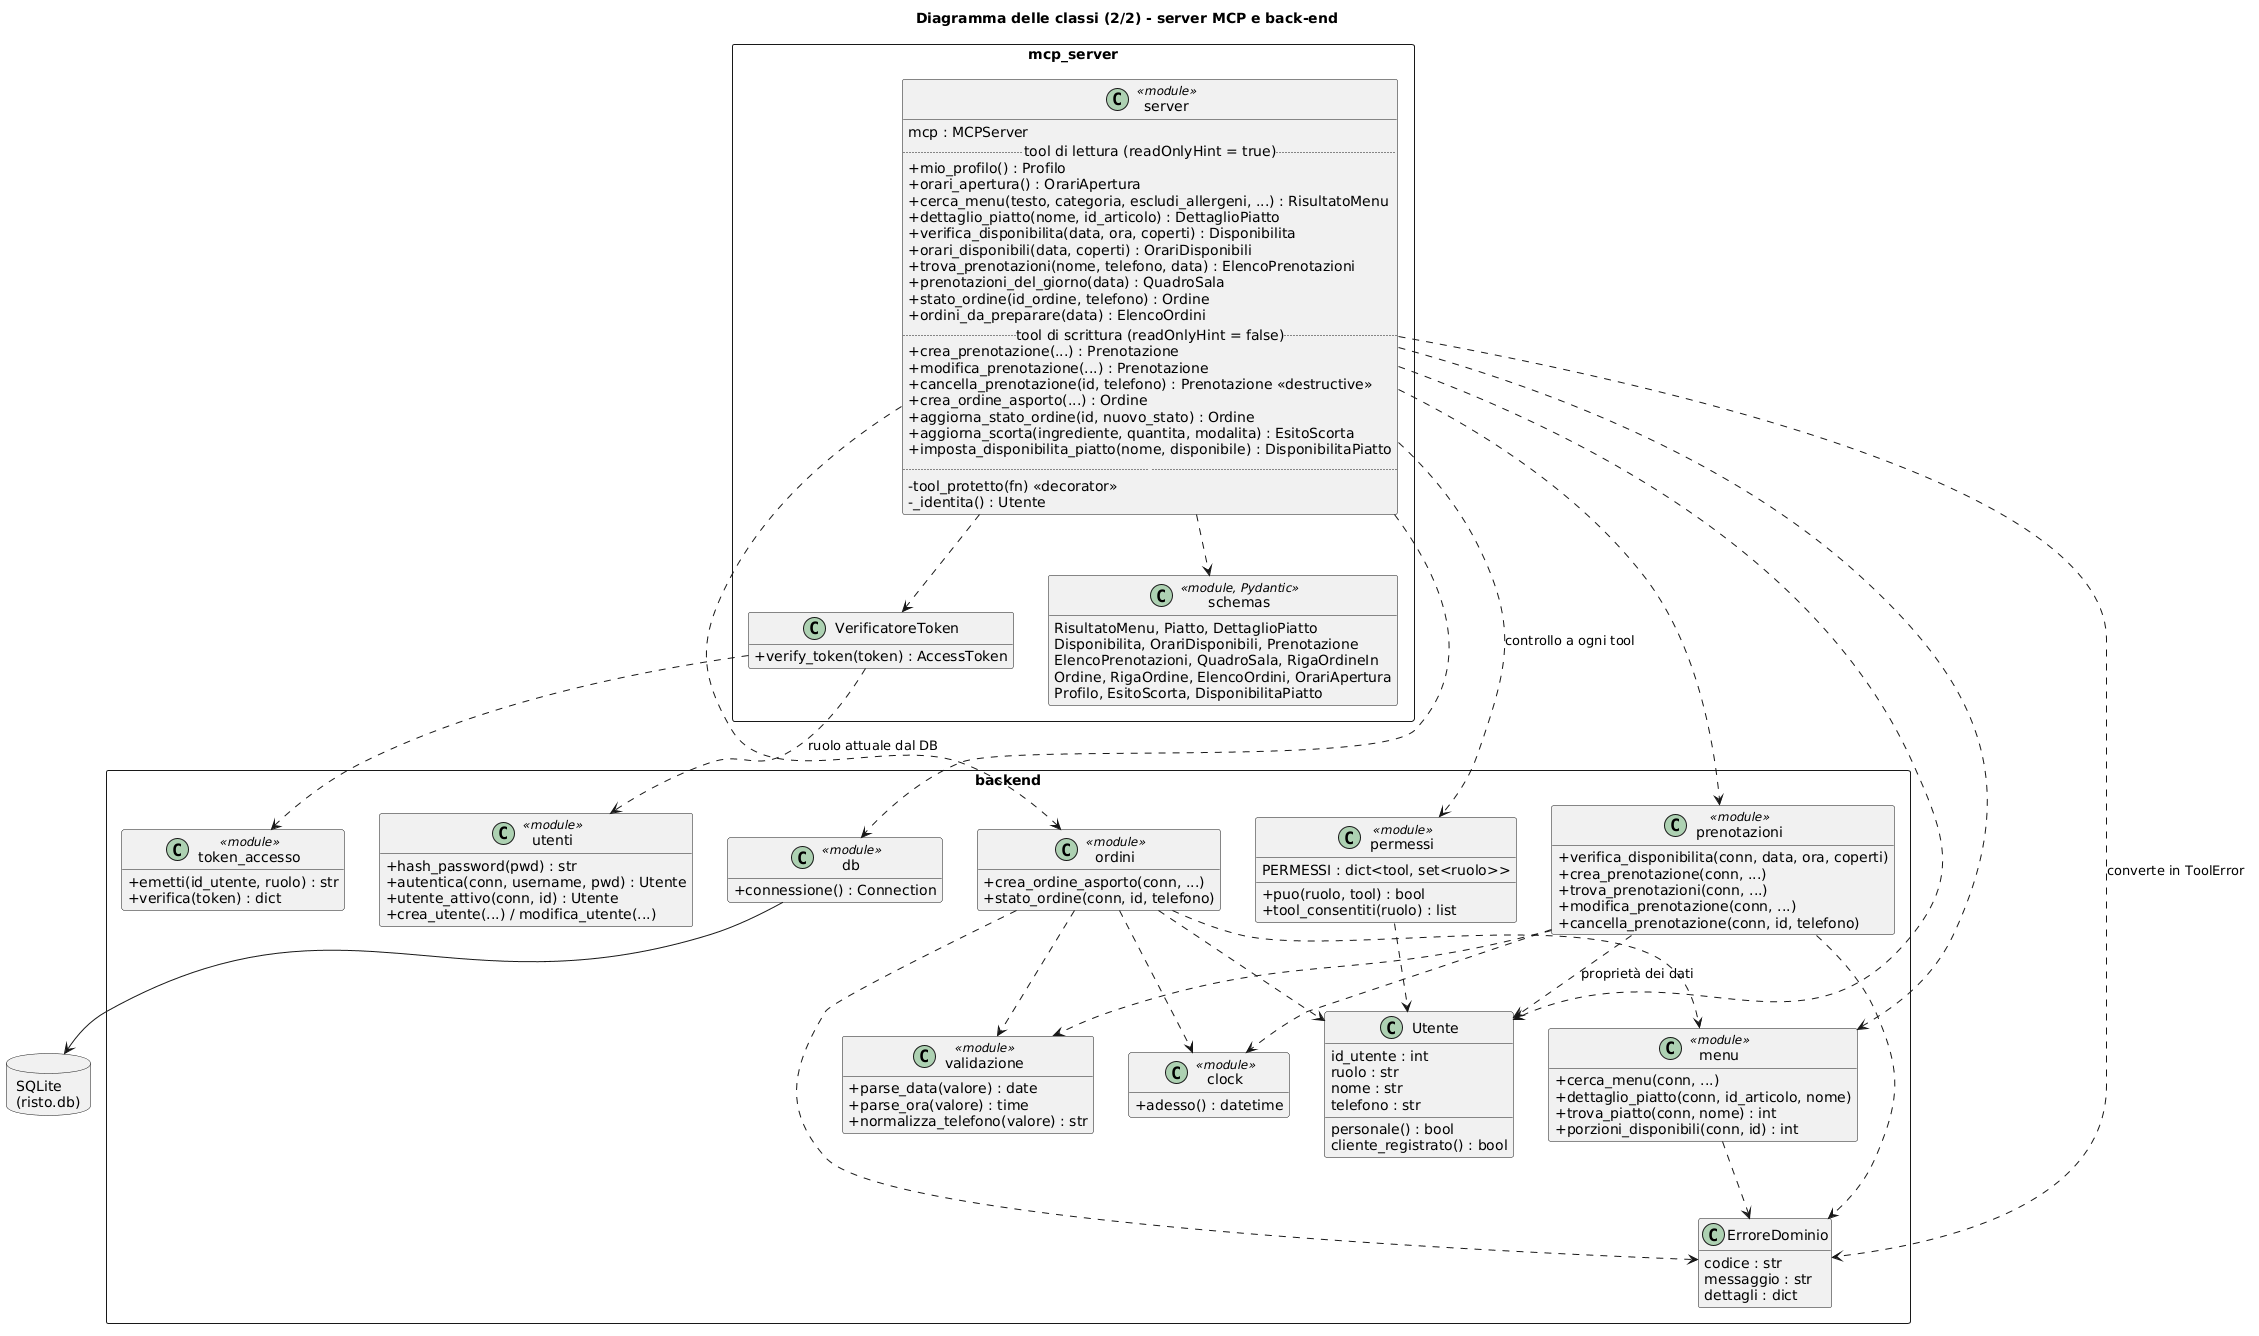 Diagramma delle classi (2/2) - server MCP e back-end
mcp_server
C
«module»
server
mcp : MCPServer
tool di lettura (readOnlyHint = true)
+mio_profilo() : Profilo
+orari_apertura() : OrariApertura
+cerca_menu(testo, categoria, escludi_allergeni, ...) : RisultatoMenu
+dettaglio_piatto(nome, id_articolo) : DettaglioPiatto
+verifica_disponibilita(data, ora, coperti) : Disponibilita
+orari_disponibili(data, coperti) : OrariDisponibili
+trova_prenotazioni(nome, telefono, data) : ElencoPrenotazioni
+prenotazioni_del_giorno(data) : QuadroSala
+stato_ordine(id_ordine, telefono) : Ordine
+ordini_da_preparare(data) : ElencoOrdini
tool di scrittura (readOnlyHint = false)
+crea_prenotazione(...) : Prenotazione
+modifica_prenotazione(...) : Prenotazione
+cancella_prenotazione(id, telefono) : Prenotazione «destructive»
+crea_ordine_asporto(...) : Ordine
+aggiorna_stato_ordine(id, nuovo_stato) : Ordine
+aggiorna_scorta(ingrediente, quantita, modalita) : EsitoScorta
+imposta_disponibilita_piatto(nome, disponibile) : DisponibilitaPiatto
-tool_protetto(fn) «decorator»
-_identita() : Utente
C
VerificatoreToken
+verify_token(token) : AccessToken
C
«module, Pydantic»
schemas
RisultatoMenu, Piatto, DettaglioPiatto
Disponibilita, OrariDisponibili, Prenotazione
ElencoPrenotazioni, QuadroSala, RigaOrdineIn
Ordine, RigaOrdine, ElencoOrdini, OrariApertura
Profilo, EsitoScorta, DisponibilitaPiatto
controllo a ogni tool
ruolo attuale dal DB
converte in ToolError
backend
C
«module»
token_accesso
+emetti(id_utente, ruolo) : str
+verifica(token) : dict
C
«module»
utenti
+hash_password(pwd) : str
+autentica(conn, username, pwd) : Utente
+utente_attivo(conn, id) : Utente
+crea_utente(...) / modifica_utente(...)
C
«module»
db
+connessione() : Connection
C
«module»
ordini
+crea_ordine_asporto(conn, ...)
+stato_ordine(conn, id, telefono)
C
«module»
permessi
PERMESSI : dict<tool, set<ruolo>>
+puo(ruolo, tool) : bool
+tool_consentiti(ruolo) : list
C
«module»
prenotazioni
+verifica_disponibilita(conn, data, ora, coperti)
+crea_prenotazione(conn, ...)
+trova_prenotazioni(conn, ...)
+modifica_prenotazione(conn, ...)
+cancella_prenotazione(conn, id, telefono)
proprietà dei dati
SQLite
(risto.db)
C
«module»
validazione
+parse_data(valore) : date
+parse_ora(valore) : time
+normalizza_telefono(valore) : str
C
«module»
clock
+adesso() : datetime
C
Utente
id_utente : int
ruolo : str
nome : str
telefono : str
personale() : bool
cliente_registrato() : bool
C
«module»
menu
+cerca_menu(conn, ...)
+dettaglio_piatto(conn, id_articolo, nome)
+trova_piatto(conn, nome) : int
+porzioni_disponibili(conn, id) : int
C
ErroreDominio
codice : str
messaggio : str
dettagli : dict